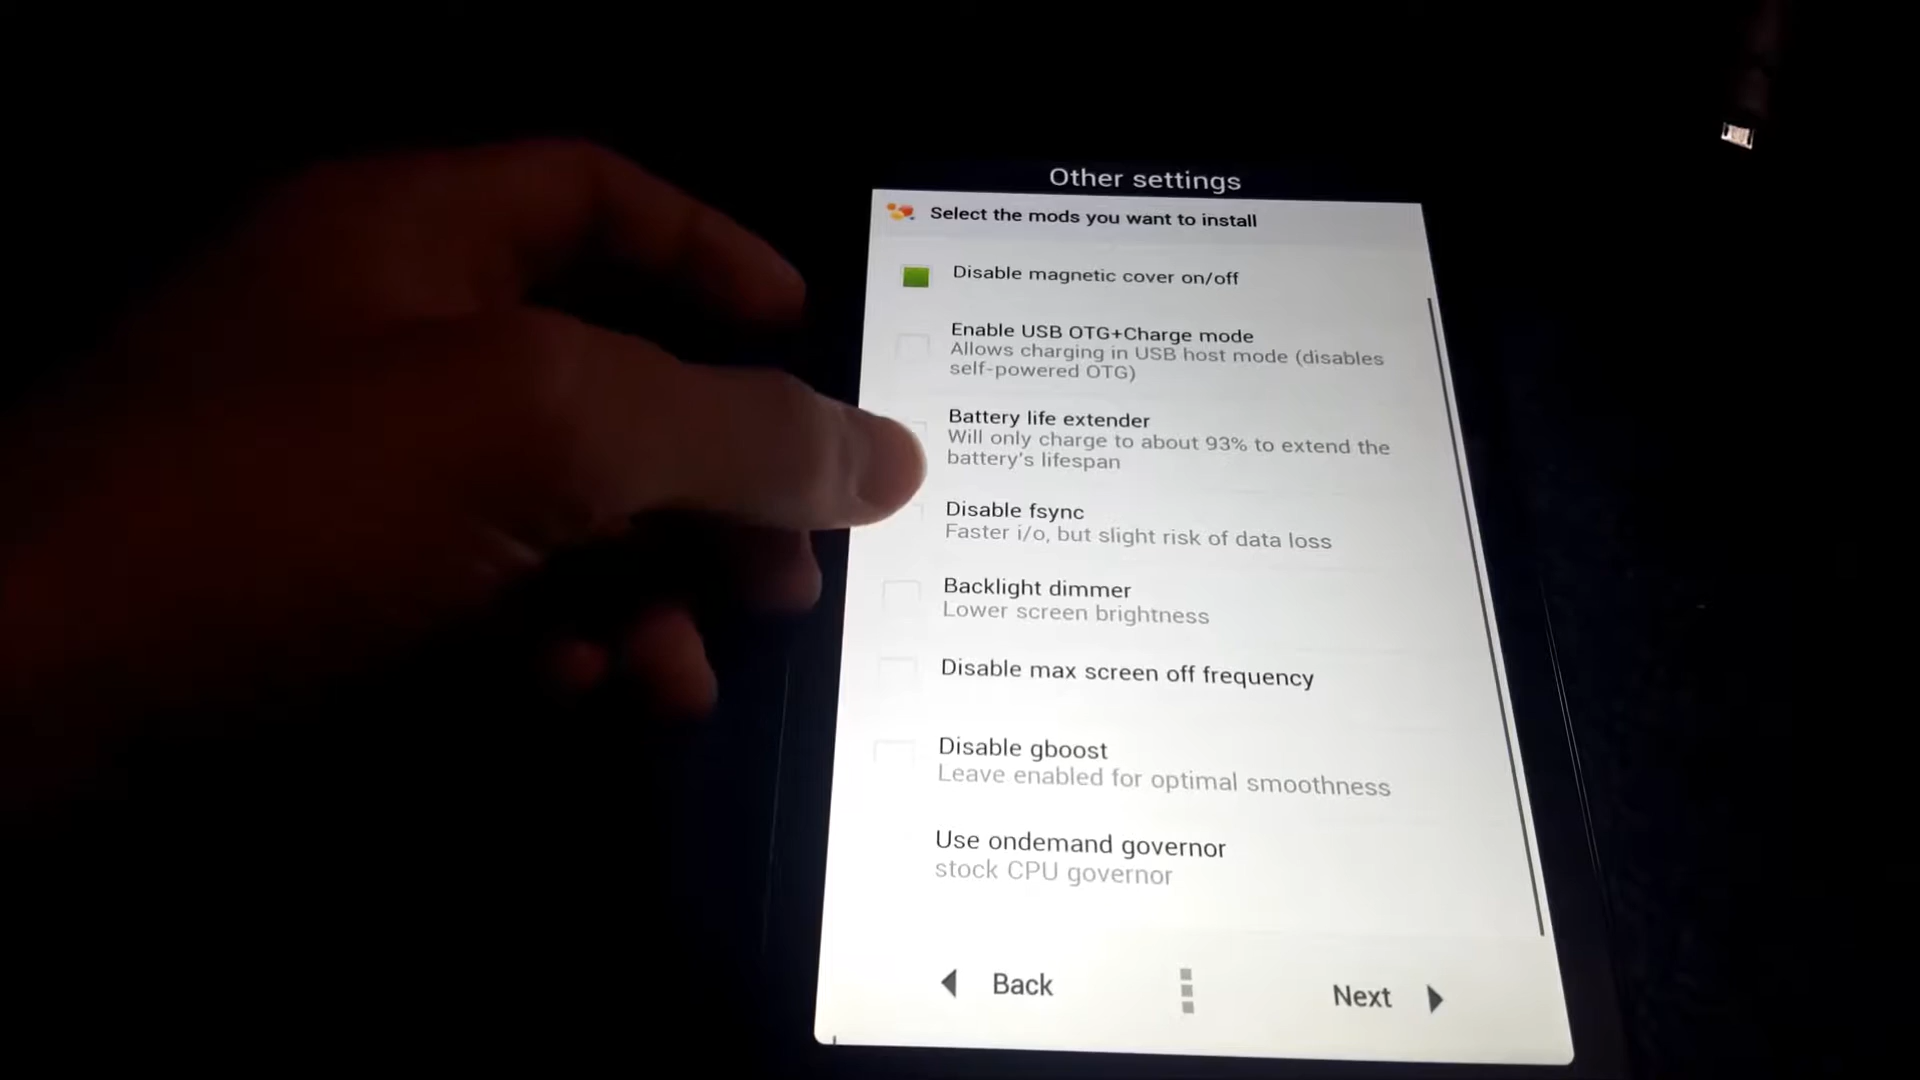 Other settings
Select the mods you want to install
Disable magnetic cover on/off
Enable USB OTG+Charge mode
Allows charging in USB host mode (disables
self-powered OTG)
Battery life extender
Will only charge to about 93% to extend the
battery's lifespan
Disable fsync
Faster i/o, but slight risk of data loss
Backlight dimmer
Lower screen brightness
Disable max screen off frequency
Disable gboost
Leave enabled for optimal smoothness
Use ondemand governor
stock CPU governor
Back
Next